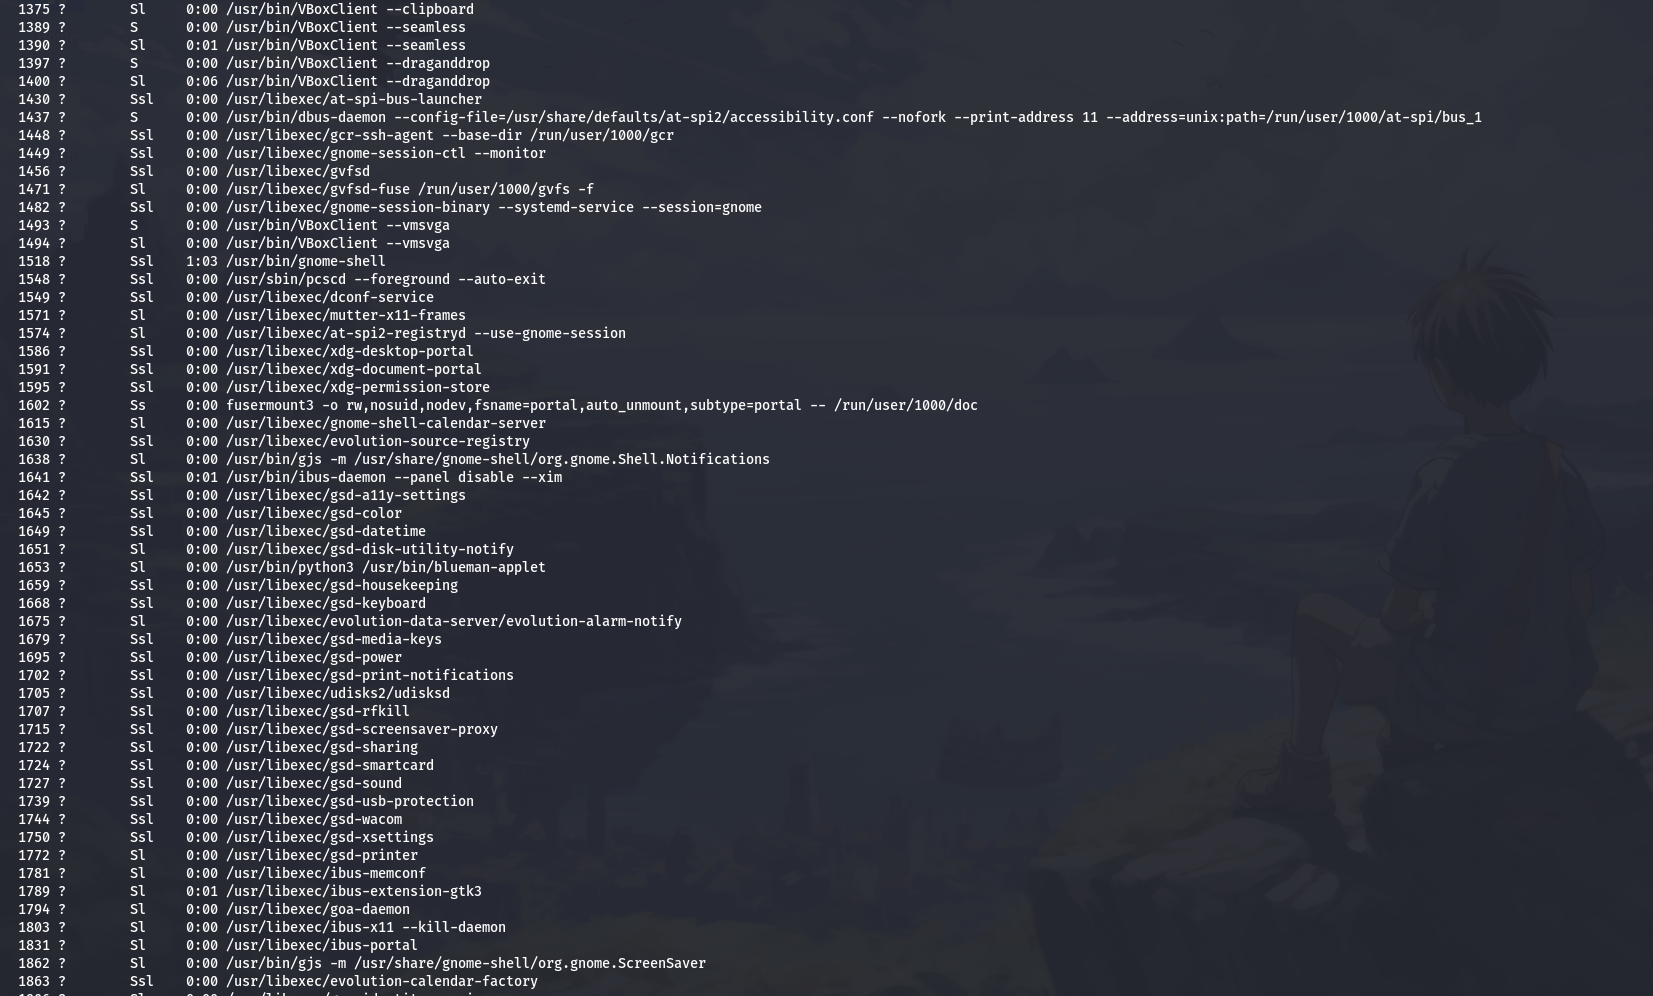 1375 ?        Sl     0:00 /usr/bin/VBoxClient --clipboard
1389 ?        S      0:00 /usr/bin/VBoxClient --seamless
1390 ?        Sl     0:01 /usr/bin/VBoxClient --seamless
1397 ?        S      0:00 /usr/bin/VBoxClient --draganddrop
1400 ?        Sl     0:06 /usr/bin/VBoxClient --draganddrop
1430 ?        Ssl    0:00 /usr/libexec/at-spi-bus-launcher
1437 ?        S      0:00 /usr/bin/dbus-daemon --config-file=/usr/share/defaults/at-spi2/accessibility.conf --nofork --print-address 11 --address=unix:path=/run/user/1000/at-spi/bus_1
1448 ?        Ssl    0:00 /usr/libexec/gcr-ssh-agent --base-dir /run/user/1000/gcr
1449 ?        Ssl    0:00 /usr/libexec/gnome-session-ctl --monitor
1456 ?        Ssl    0:00 /usr/libexec/gvfsd
1471 ?        Sl     0:00 /usr/libexec/gvfsd-fuse /run/user/1000/gvfs -f
1482 ?        Ssl    0:00 /usr/libexec/gnome-session-binary --systemd-service --session=gnome
1493 ?        S      0:00 /usr/bin/VBoxClient --vmsvga
1494 ?        Sl     0:00 /usr/bin/VBoxClient --vmsvga
1518 ?        Ssl    1:03 /usr/bin/gnome-shell
1548 ?        Ssl    0:00 /usr/sbin/pcscd --foreground --auto-exit
1549 ?        Ssl    0:00 /usr/libexec/dconf-service
1571 ?        Sl     0:00 /usr/libexec/mutter-x11-frames
1574 ?        Sl     0:00 /usr/libexec/at-spi2-registryd --use-gnome-session
1586 ?        Ssl    0:00 /usr/libexec/xdg-desktop-portal
1591 ?        Ssl    0:00 /usr/libexec/xdg-document-portal
1595 ?        Ssl    0:00 /usr/libexec/xdg-permission-store
1602 ?        Ss     0:00 fusermount3 -o rw,nosuid,nodev,fsname=portal,auto_unmount,subtype=portal -- /run/user/1000/doc
1615 ?        Sl     0:00 /usr/libexec/gnome-shell-calendar-server
1630 ?        Ssl    0:00 /usr/libexec/evolution-source-registry
1638 ?        Sl     0:00 /usr/bin/gjs -m /usr/share/gnome-shell/org.gnome.Shell.Notifications
1641 ?        Ssl    0:01 /usr/bin/ibus-daemon --panel disable --xim
1642 ?        Ssl    0:00 /usr/libexec/gsd-a11y-settings
1645 ?        Ssl    0:00 /usr/libexec/gsd-color
1649 ?        Ssl    0:00 /usr/libexec/gsd-datetime
1651 ?        Sl     0:00 /usr/libexec/gsd-disk-utility-notify
1653 ?        Sl     0:00 /usr/bin/python3 /usr/bin/blueman-applet
1659 ?        Ssl    0:00 /usr/libexec/gsd-housekeeping
1668 ?        Ssl    0:00 /usr/libexec/gsd-keyboard
1675 ?        Sl     0:00 /usr/libexec/evolution-data-server/evolution-alarm-notify
1679 ?        Ssl    0:00 /usr/libexec/gsd-media-keys
1695 ?        Ssl    0:00 /usr/libexec/gsd-power
1702 ?        Ssl    0:00 /usr/libexec/gsd-print-notifications
1705 ?        Ssl    0:00 /usr/libexec/udisks2/udisksd
1707 ?        Ssl    0:00 /usr/libexec/gsd-rfkill
1715 ?        Ssl    0:00 /usr/libexec/gsd-screensaver-proxy
1722 ?        Ssl    0:00 /usr/libexec/gsd-sharing
1724 ?        Ssl    0:00 /usr/libexec/gsd-smartcard
1727 ?        Ssl    0:00 /usr/libexec/gsd-sound
1739 ?        Ssl    0:00 /usr/libexec/gsd-usb-protection
1744 ?        Ssl    0:00 /usr/libexec/gsd-wacom
1750 ?        Ssl    0:00 /usr/libexec/gsd-xsettings
1772 ?        Sl     0:00 /usr/libexec/gsd-printer
1781 ?        Sl     0:00 /usr/libexec/ibus-memconf
1789 ?        Sl     0:01 /usr/libexec/ibus-extension-gtk3
1794 ?        Sl     0:00 /usr/libexec/goa-daemon
1803 ?        Sl     0:00 /usr/libexec/ibus-x11 --kill-daemon
1831 ?        Sl     0:00 /usr/libexec/ibus-portal
1862 ?        Sl     0:00 /usr/bin/gjs -m /usr/share/gnome-shell/org.gnome.ScreenSaver
1863 ?        Ssl    0:00 /usr/libexec/evolution-calendar-factory